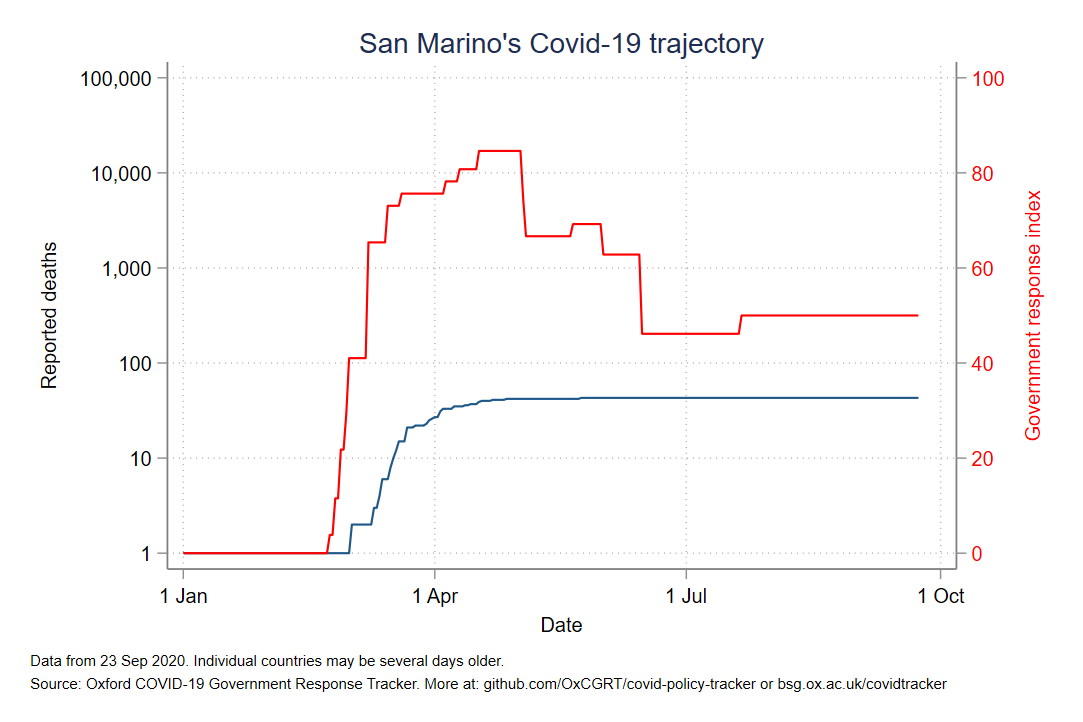 San Marino's Covid-19 trajectory
100,000
10,000
1,000
100
10
1
Reported deaths
100
80
60
40
20
0
Government response index
1 Jan
1 Apr
1 Jul
1 Oct
Date
Data from 23 Sep 2020. Individual countries may be several days older.
Source: Oxford COVID-19 Government Response Tracker. More at: github.com/OxCGRT/covid-policy-tracker or bsg.ox.ac.uk/covidtracker